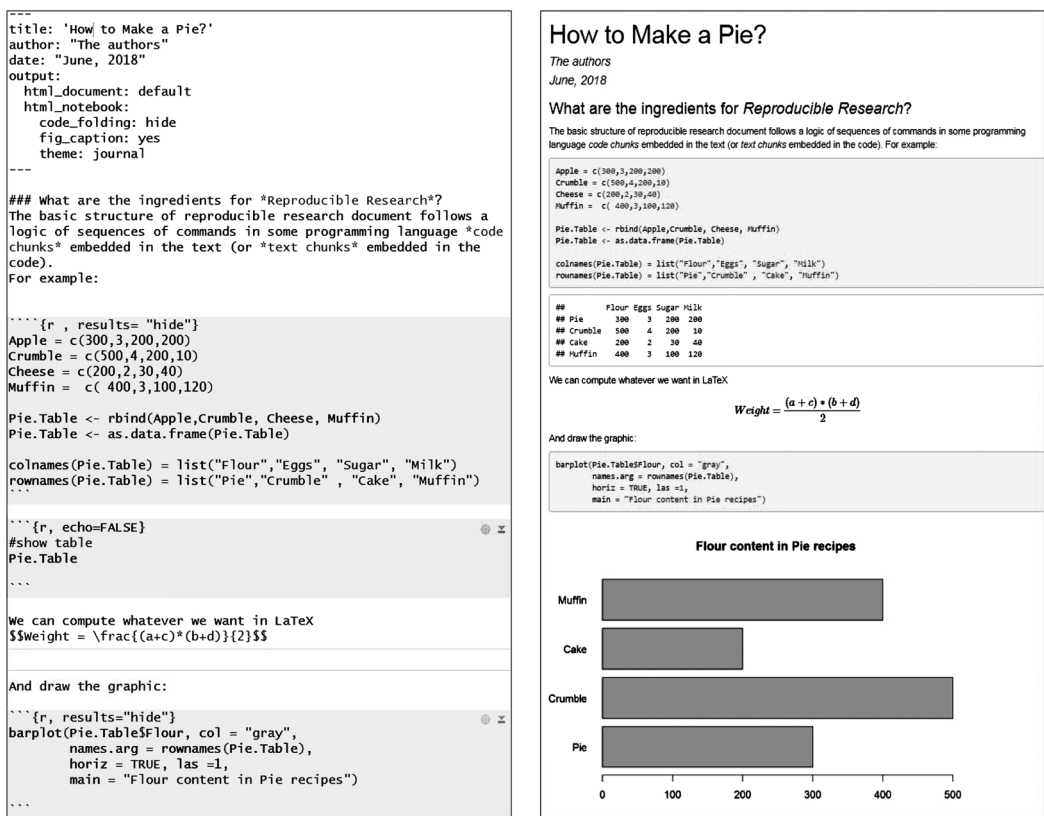 ---
title: 'How to Make a Pie?'
author: "The authors"
date: "June, 2018"
output:
  html_document: default
  html_notebook:
    code_folding: hide
    fig_caption: yes
    theme: journal
---
### What are the ingredients for *Reproducible Research*?
The basic structure of reproducible research document follows a
logic of sequences of commands in some programming language *code
chunks* embedded in the text (or *text chunks* embedded in the
code).
For example:
````{r , results= "hide"}
Apple = c(300,3,200,200)
Crumble = c(500,4,200,10)
Cheese = c(200,2,30,40)
Muffin =  c( 400,3,100,120)
Pie.Table <- rbind(Apple,Crumble, Cheese, Muffin)
Pie.Table <- as.data.frame(Pie.Table)
colnames(Pie.Table) = list("Flour","Eggs", "Sugar", "Milk")
rownames(Pie.Table) = list("Pie","Crumble" , "Cake", "Muffin")
```
```{r, echo=FALSE}
#show table
Pie.Table
```
We can compute whatever we want in LaTeX
$$Weight = \frac{(a+c)*(b+d)}{2}$$
And draw the graphic:
```{r, results="hide"}
barplot(Pie.Table$Flour, col = "gray",
        names.arg = rownames(Pie.Table),
        horiz = TRUE, las =1,
        main = "Flour content in Pie recipes")
```
How to Make a Pie?
The authors
June, 2018
What are the ingredients for Reproducible Research?
The basic structure of reproducible research document follows a logic of sequences of commands in some programming
language code chunks embedded in the text (or text chunks embedded in the code). For example:
Apple = c(300,3,200,200)
Crumble = c(500,4,200,10)
Cheese = c(200,2,30,40)
Muffin =  c( 400,3,100,120)
Pie.Table <- rbind(Apple,Crumble, Cheese, Muffin)
Pie.Table <- as.data.frame(Pie.Table)
colnames(Pie.Table) = list("Flour","Eggs", "Sugar", "Milk")
rownames(Pie.Table) = list("Pie","Crumble" , "Cake", "Muffin")
##         Flour Eggs Sugar Milk
## Pie       300    3   200  200
## Crumble   500    4   200   10
## Cake      200    2    30   40
## Muffin    400    3   100  120
We can compute whatever we want in LaTeX
Weight = (a + c) * (b + d) / 2
And draw the graphic:
barplot(Pie.Table$Flour, col = "gray",
        names.arg = rownames(Pie.Table),
        horiz = TRUE, las =1,
        main = "Flour content in Pie recipes")
Flour content in Pie recipes
Muffin
Cake
Crumble
Pie
0 100 200 300 400 500